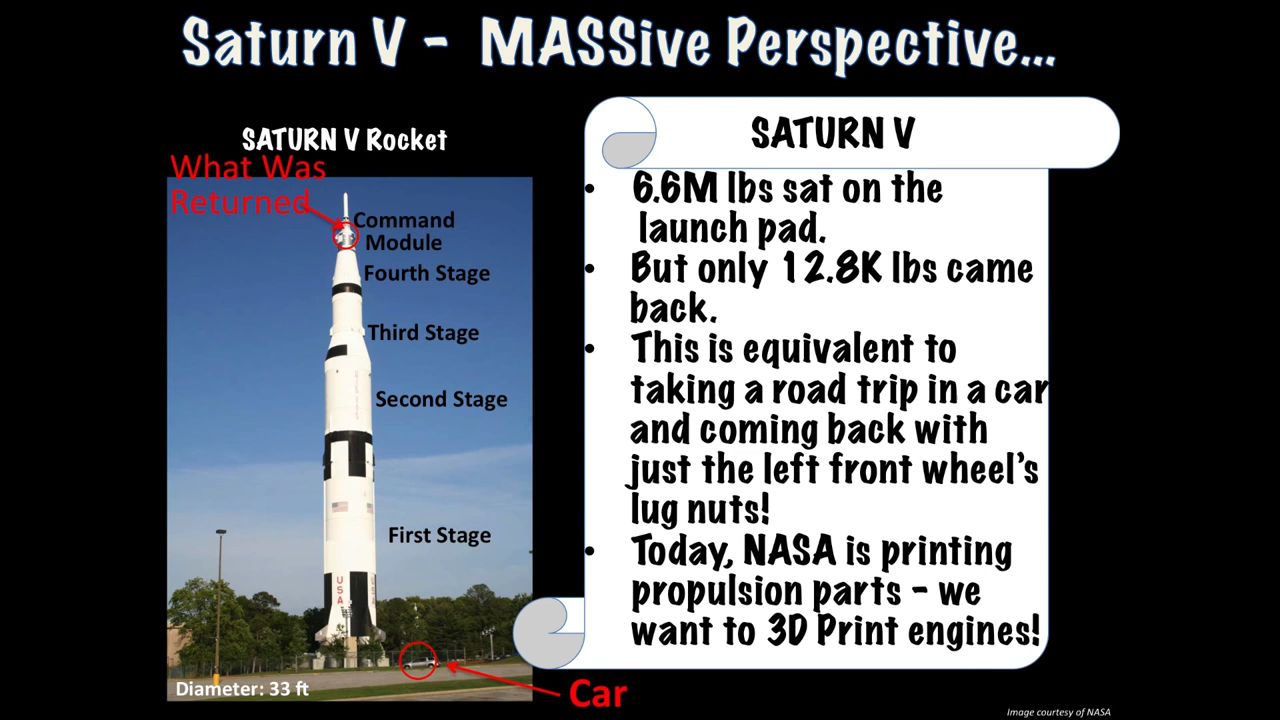 Saturn V - MASSive Perspective...
SATURN V Rocket
What Was
Returned
Command
Module
Fourth Stage
Third Stage
Second Stage
First Stage
USA
USA
Diameter: 33 ft
Car
SATURN V
• 6.6M lbs sat on the
launch pad.
• But only 12.8K lbs came
back.
• This is equivalent to
taking a road trip in a car
and coming back with
just the left front wheel's
lug nuts!
• Today, NASA is printing
propulsion parts - we
want to 3D Print engines!
Image courtesy of NASA